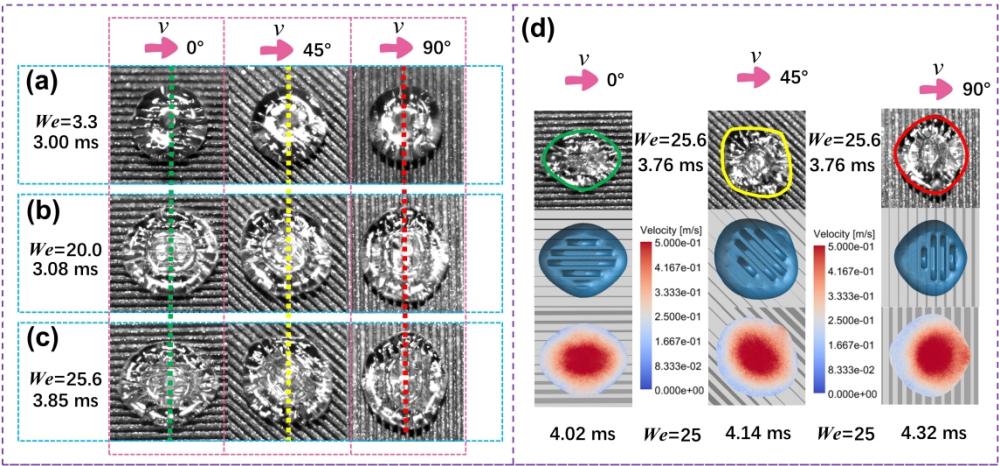 v
0°
v
45°
v
90°
(a)
We=3.3
3.00 ms
(b)
We=20.0
3.08 ms
(c)
We=25.6
3.85 ms
(d)
v
0°
v
45°
v
90°
We=25.6
3.76 ms
We=25.6
3.76 ms
Velocity [m/s]
5.000e-01
4.167e-01
3.333e-01
2.500e-01
1.667e-01
8.333e-02
0.000e+00
Velocity [m/s]
5.000e-01
4.167e-01
3.333e-01
2.500e-01
1.667e-01
8.333e-02
0.000e+00
4.02 ms We=25 4.14 ms We=25 4.32 ms